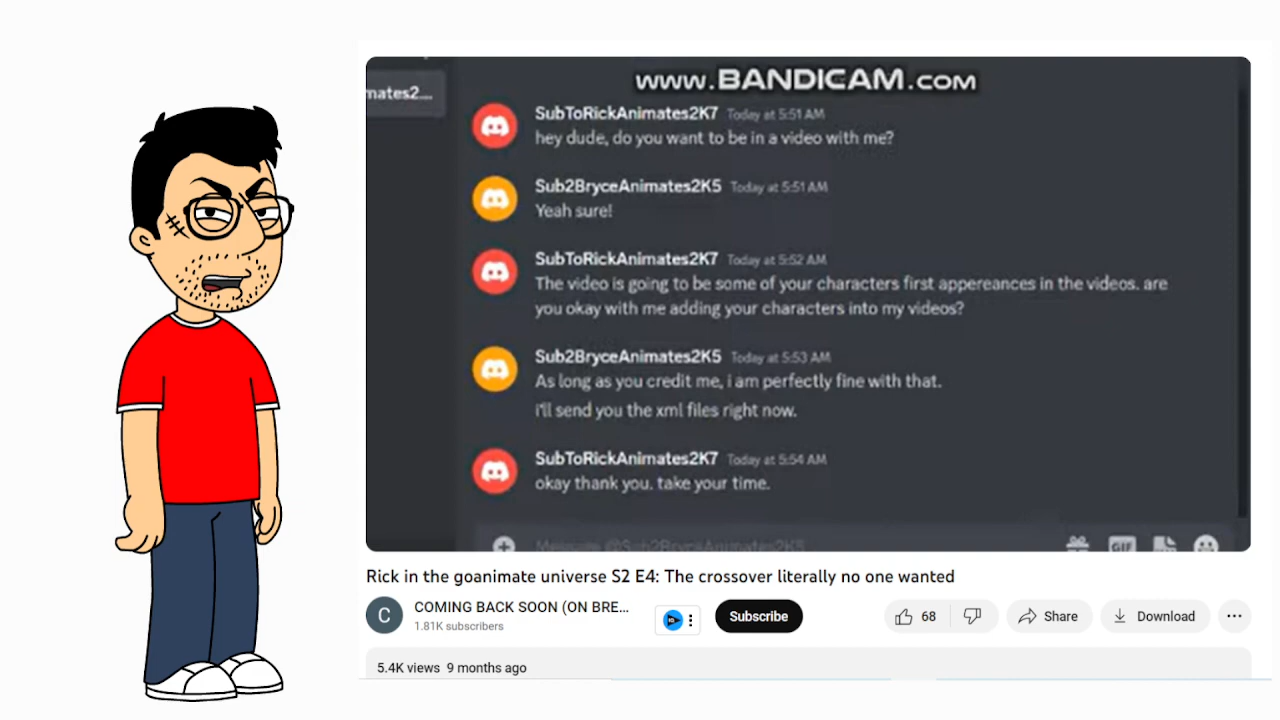 www.BANDICAM.com
mates2...
SubToRickAnimates2K7 Today at 5:51 AM
hey dude, do you want to be in a video with me?
Sub2BryceAnimates2K5 Today at 5:51 AM
Yeah sure!
SubToRickAnimates2K7 Today at 5:52 AM
The video is going to be some of your characters first appereances in the videos. are
you okay with me adding your characters into my videos?
Sub2BryceAnimates2K5 Today at 5:53 AM
As long as you credit me, i am perfectly fine with that.
i'll send you the xml files right now.
SubToRickAnimates2K7 Today at 5:54 AM
okay thank you. take your time.
Message @Sub2BryceAnimates2K5
GIF
Rick in the goanimate universe S2 E4: The crossover literally no one wanted
C
COMING BACK SOON (ON BRE...
1.81K subscribers
Subscribe
68
Share
Download
5.4K views 9 months ago